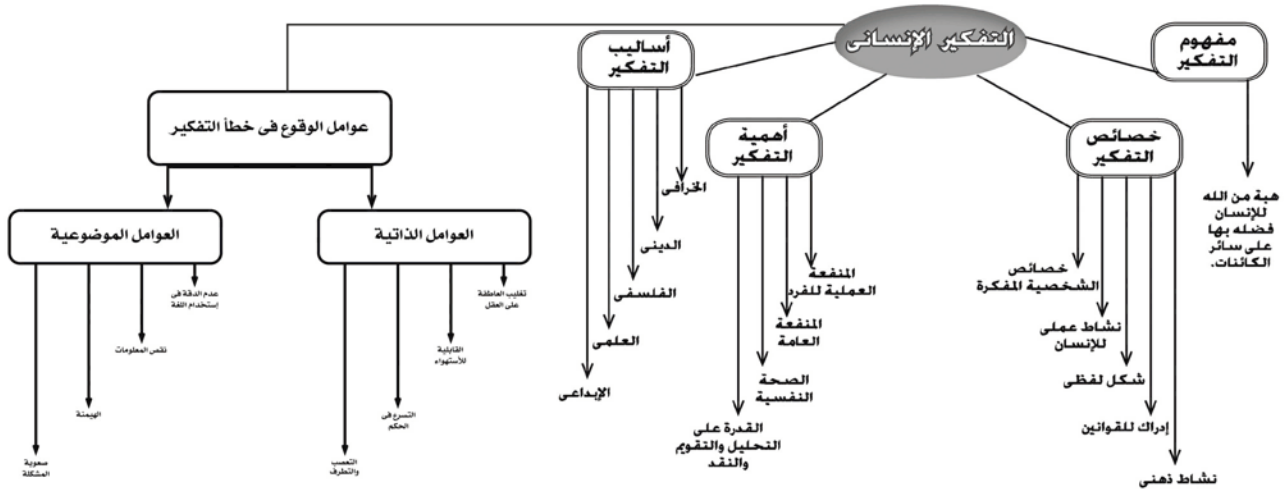 التفكير الإنسانى
مفهوم
التفكير
هبة من الله
للإنسان
فضله بها
على سائر
الكائنات.
خصائص
التفكير
نشاط ذهنى
إدراك للقوانين
شكل لفظى
نشاط عملى
للإنسان
خصائص
الشخصية المفكرة
أهمية
التفكير
المنفعة
العملية للفرد
المنفعة
العامة
الصحة
النفسية
القدرة على
التحليل والتقويم
والنقد
أساليب
التفكير
الخرافى
الدينى
الفلسفى
العلمى
الإبداعى
عوامل الوقوع فى خطأ التفكير
العوامل الذاتية
تغليب العاطفة
على العقل
القابلية
للأستهواء
التسرع فى
الحكم
التعصب
والتطرف
العوامل الموضوعية
عدم الدقة فى
إستخدام اللغة
نقص المعلومات
الهيمنة
صعوبة
المشكلة